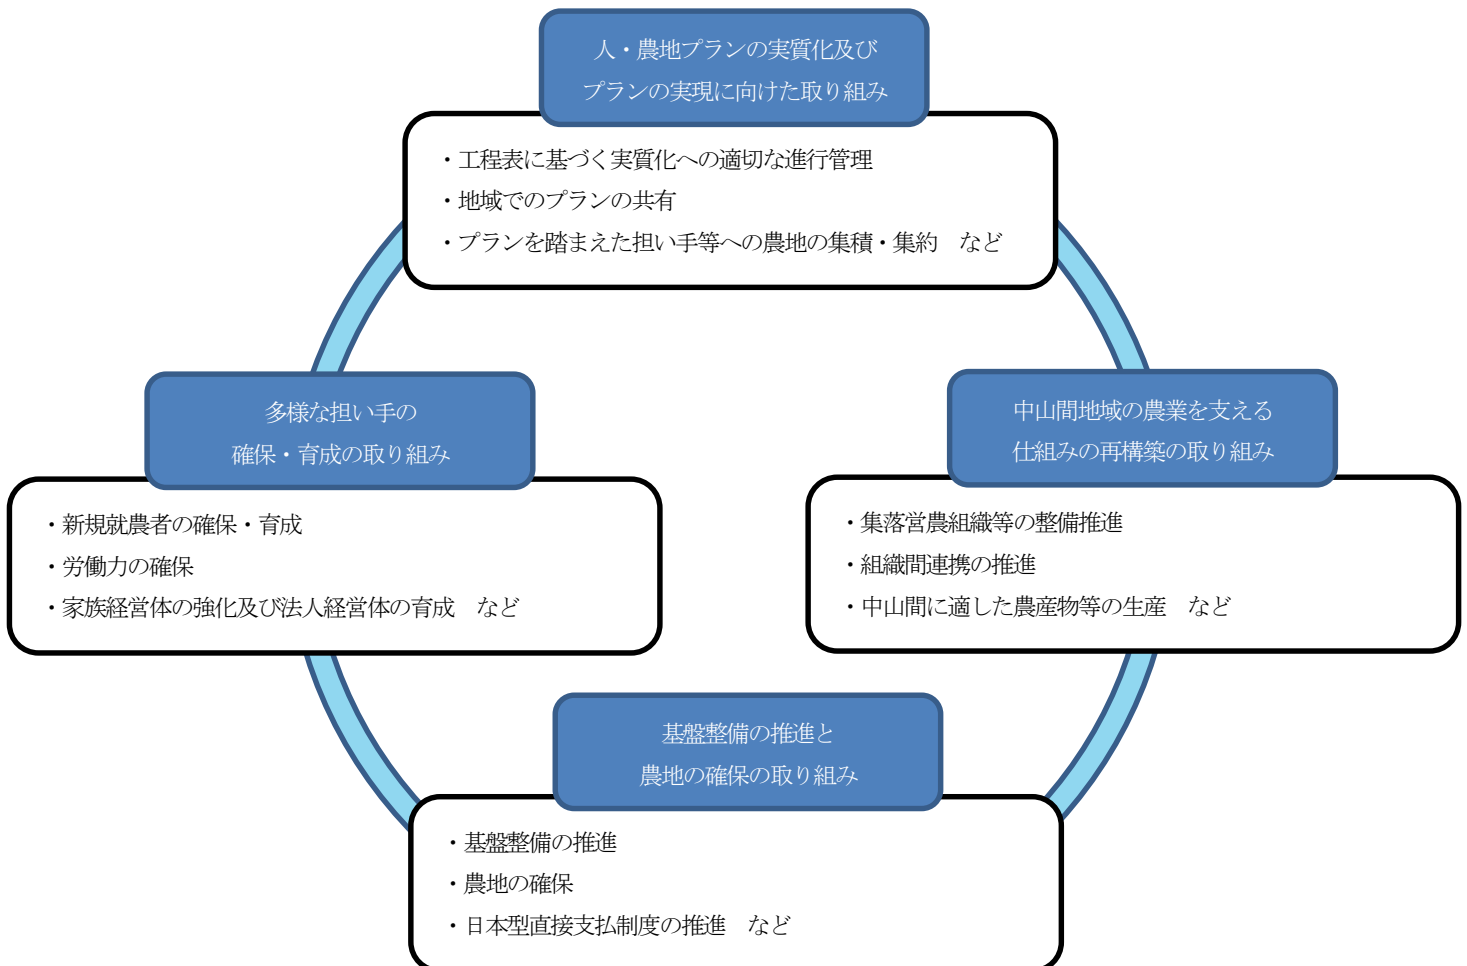 人・農地プランの実質化及び
プランの実現に向けた取り組み
・工程表に基づく実質化への適切な進行管理
・地域でのプランの共有
・プランを踏まえた担い手等への農地の集積・集約　など
多様な担い手の
確保・育成の取り組み
・新規就農者の確保・育成
・労働力の確保
・家族経営体の強化及び法人経営体の育成　など
中山間地域の農業を支える
仕組みの再構築の取り組み
・集落営農組織等の整備推進
・組織間連携の推進
・中山間に適した農産物等の生産　など
基盤整備の推進と
農地の確保の取り組み
・基盤整備の推進
・農地の確保
・日本型直接支払制度の推進　など